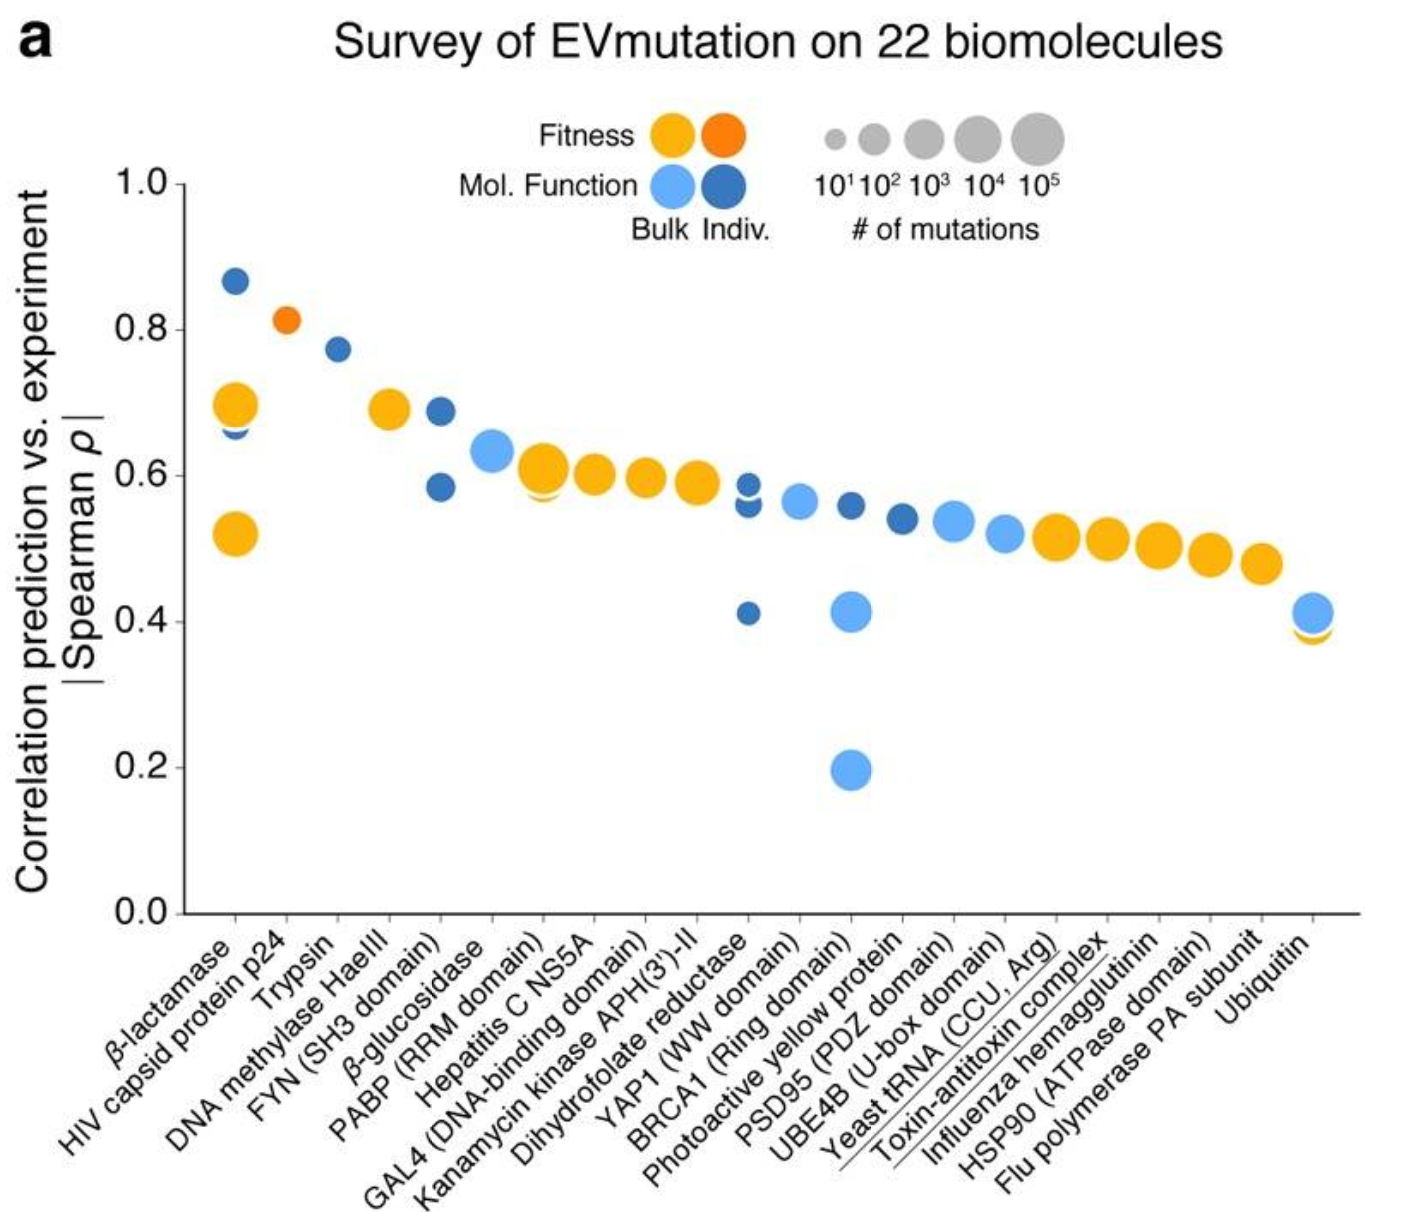 a
Survey of EVmutation on 22 biomolecules
Fitness
Mol. Function
Bulk Indiv.
10¹ 10² 10³ 10⁴ 10⁵
# of mutations
Correlation prediction vs. experiment
|Spearman ρ|
1.0
0.8
0.6
0.4
0.2
0.0
β-lactamase
HIV capsid protein p24
Trypsin
DNA methylase HaeIII
FYN (SH3 domain)
β-glucosidase
PABP (RRM domain)
Hepatitis C NS5A
GAL4 (DNA-binding domain)
Kanamycin kinase APH(3')-II
Dihydrofolate reductase
YAP1 (WW domain)
BRCA1 (Ring domain)
Photoactive yellow protein
PSD95 (PDZ domain)
UBE4B (U-box domain)
Yeast tRNA (CCU, Arg)
Toxin-antitoxin complex
Influenza hemagglutinin
HSP90 (ATPase domain)
Flu polymerase PA subunit
Ubiquitin